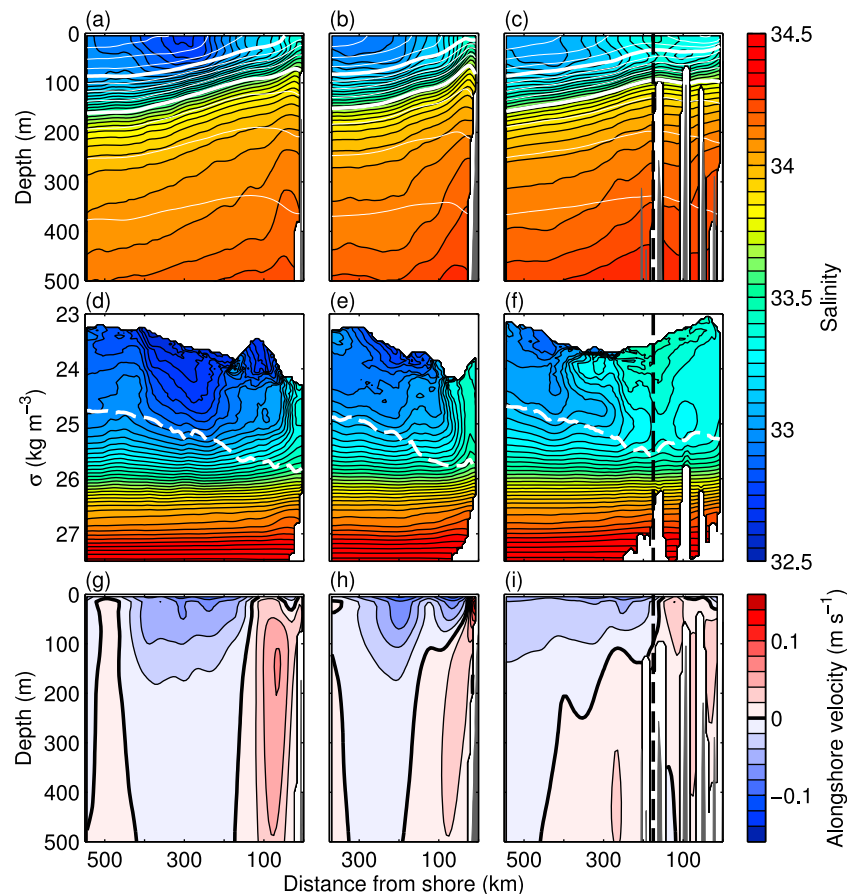 (a) (b) (c)
0
100
200
300
400
500
Depth (m)
34.5
34
33.5
33
32.5
Salinity
(d) (e) (f)
23
24
25
26
27
σ (kg m⁻³)
(g) (h) (i)
0
100
200
300
400
500
Depth (m)
0.1
0
−0.1
Alongshore velocity (m s⁻¹)
500 300 100 300 100 500 300 100
Distance from shore (km)